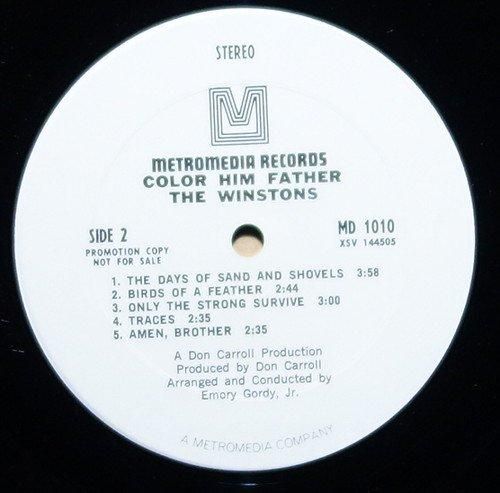 STEREO
METROMEDIA RECORDS
COLOR HIM FATHER
THE WINSTONS
SIDE 2
PROMOTION COPY
NOT FOR SALE
MD 1010
XSV 144505
1. THE DAYS OF SAND AND SHOVELS 3:58
2. BIRDS OF A FEATHER 2:44
3. ONLY THE STRONG SURVIVE 3:00
4. TRACES 2:35
5. AMEN, BROTHER 2:35
A Don Carroll Production
Produced by Don Carroll
Arranged and Conducted by
Emory Gordy, Jr.
A METROMEDIA COMPANY